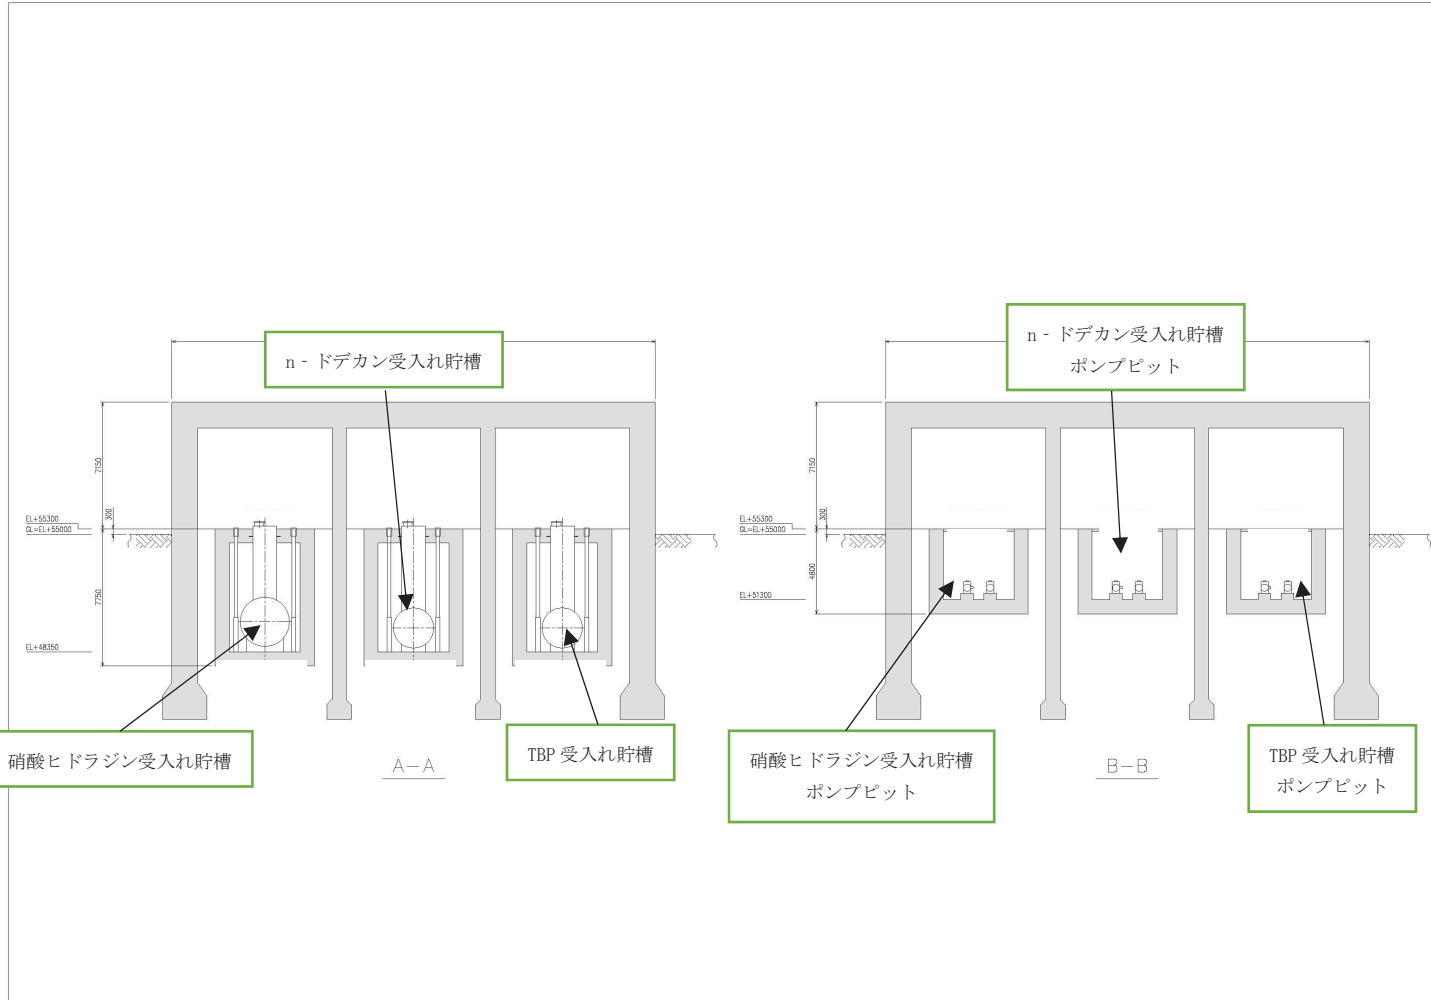 n‐ドデカン受入れ貯槽
7150
EL+55300
GL=EL+55000
300
7750
EL+48350
硝酸ヒドラジン受入れ貯槽
TBP 受入れ貯槽
A-A
n‐ドデカン受入れ貯槽
ポンプピット
7150
EL+55300
GL=EL+55000
300
4800
EL+51300
硝酸ヒドラジン受入れ貯槽
ポンプピット
TBP 受入れ貯槽
ポンプピット
B-B